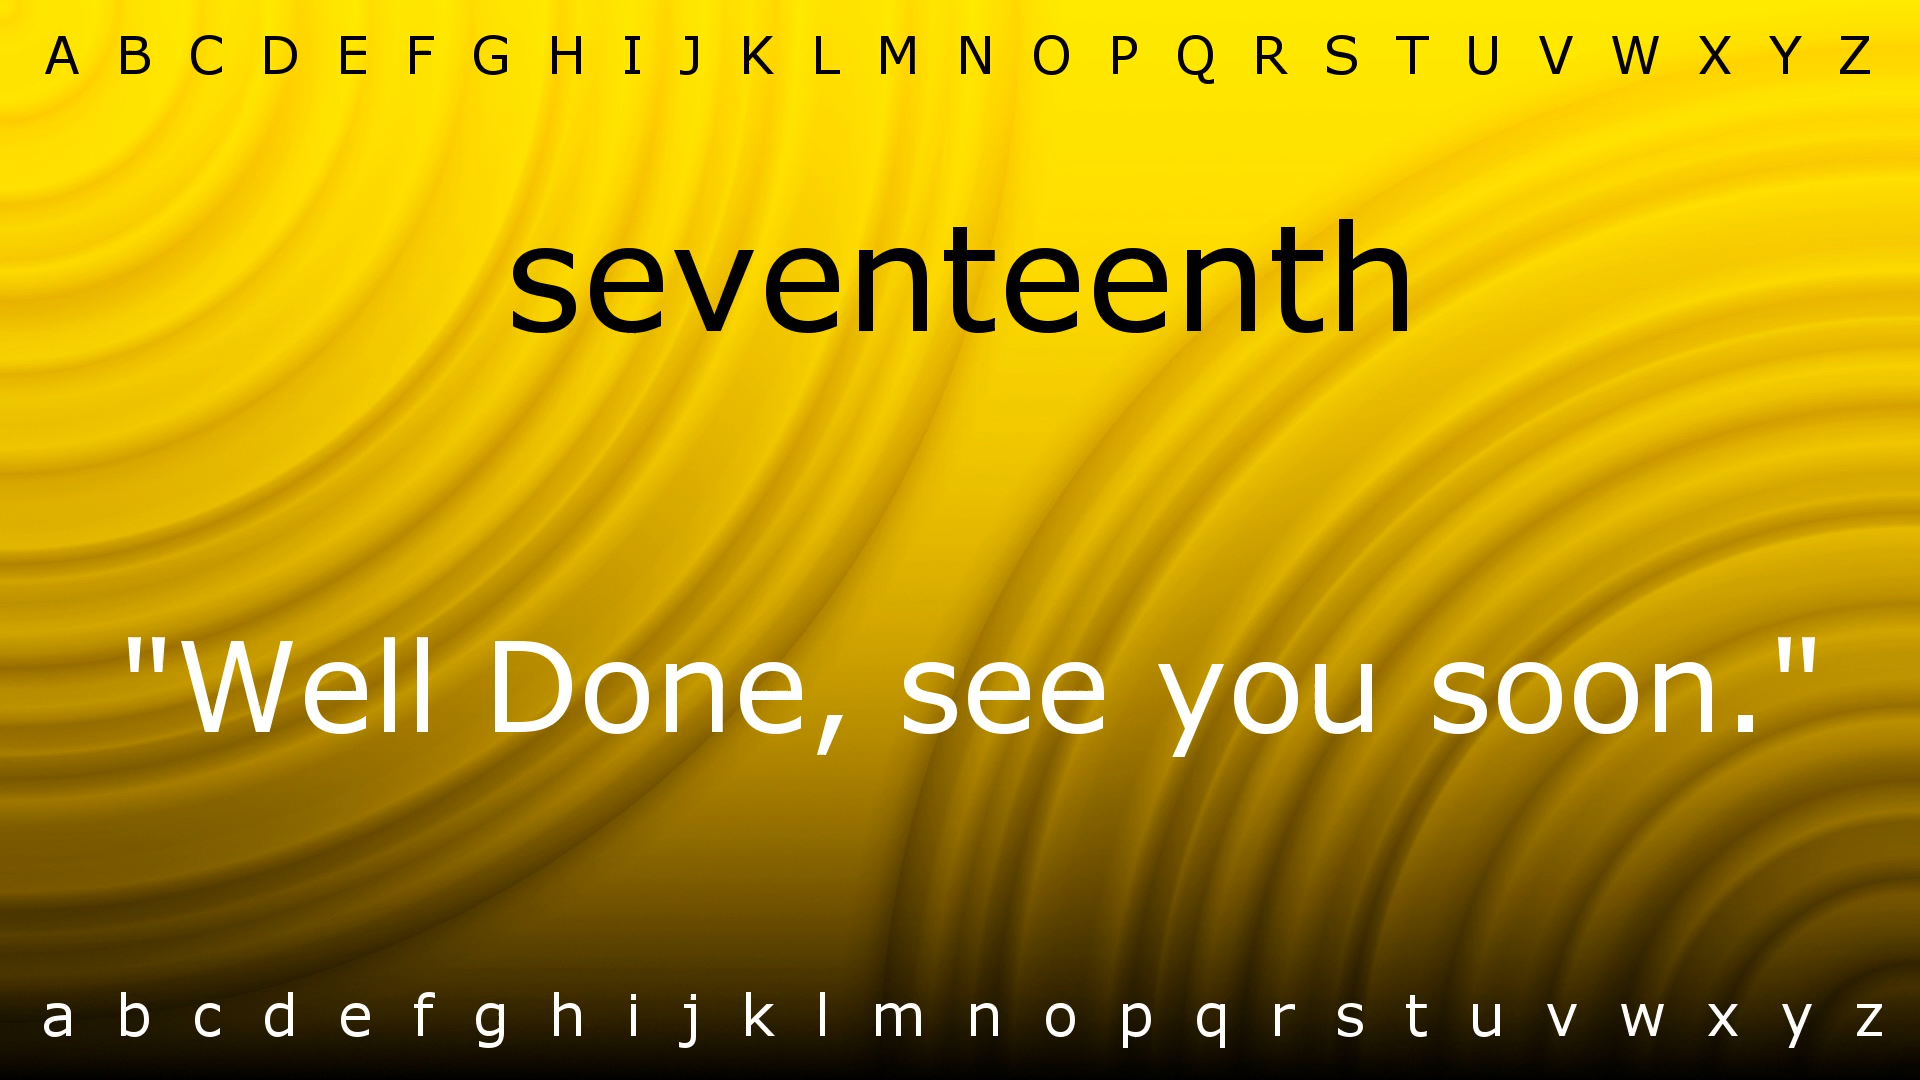 A B C D E F G H I J K L M N O P Q R S T U V W X Y Z
seventeenth
"Well Done, see you soon."
a b c d e f g h i j k l m n o p q r s t u v w x y z